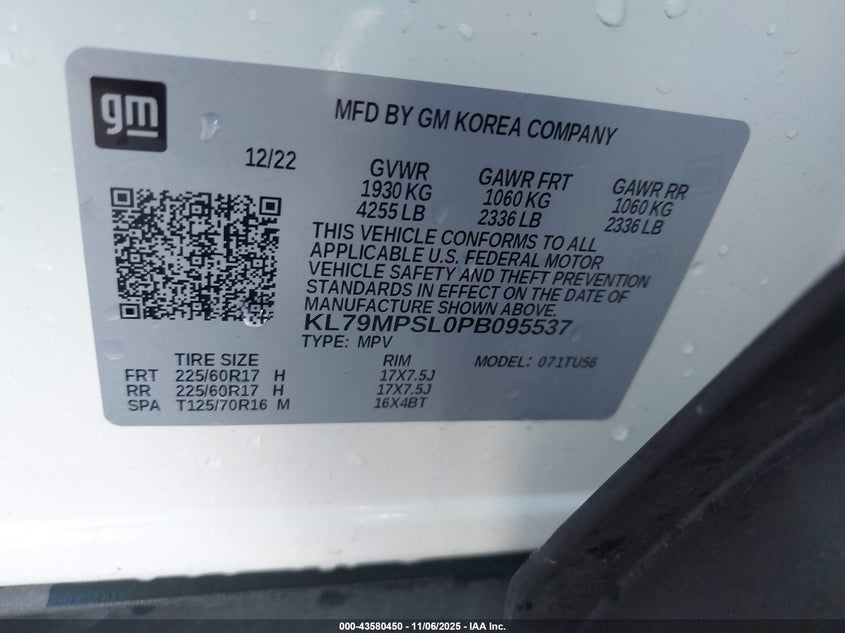 gm
MFD BY GM KOREA COMPANY
12/22
GVWR GAWR FRT GAWR RR
1930 KG 1060 KG 1060 KG
4255 LB 2336 LB 2336 LB
THIS VEHICLE CONFORMS TO ALL
APPLICABLE U.S. FEDERAL MOTOR
VEHICLE SAFETY AND THEFT PREVENTION
STANDARDS IN EFFECT ON THE DATE OF
MANUFACTURE SHOWN ABOVE.
KL79MPSL0PB095537
TYPE: MPV
TIRE SIZE RIM MODEL: 071TU56
FRT 225/60R17 H 17X7.5J
RR 225/60R17 H 17X7.5J
SPA T125/70R16 M 16X4BT
000-43580450 - 11/06/2025 - IAA Inc.